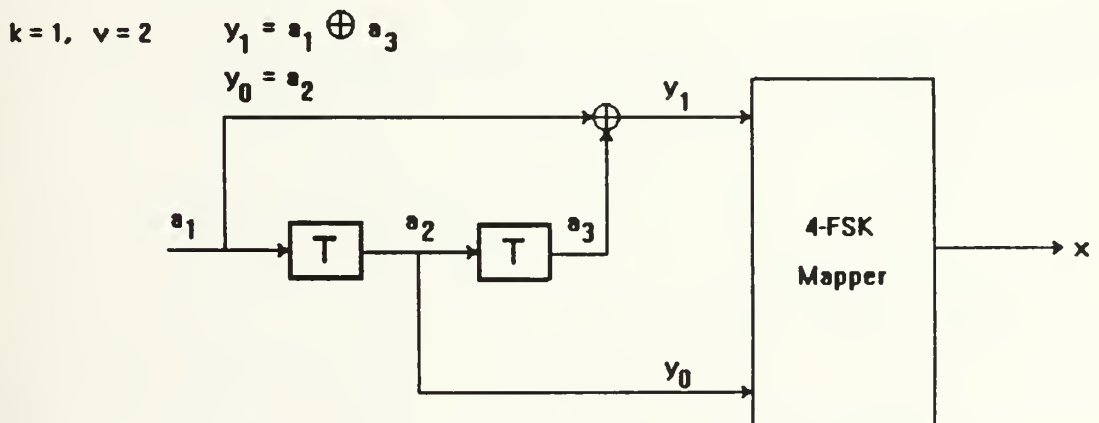 k = 1, v = 2 y₁ = a₁ ⊕ a₃
y₀ = a₂
y₁
a₁
T
a₂
T
a₃
4-FSK
Mapper
x
y₀